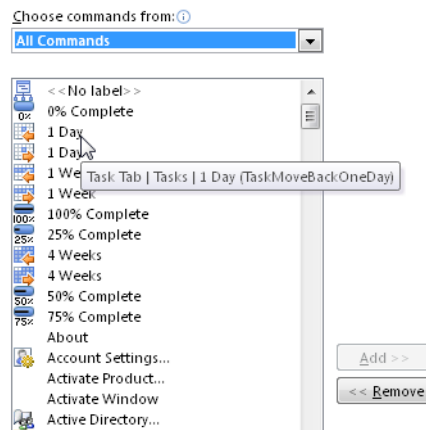 Choose commands from:
All Commands
<<No label>>
0% Complete
1 Day
1 Day
1 We
Task Tab | Tasks | 1 Day (TaskMoveBackOneDay)
1 Week
100% Complete
25% Complete
4 Weeks
4 Weeks
50% Complete
75% Complete
About
Account Settings...
Activate Product...
Activate Window
Active Directory...
Add >>
<< Remove
0%
100%
25%
50%
75%